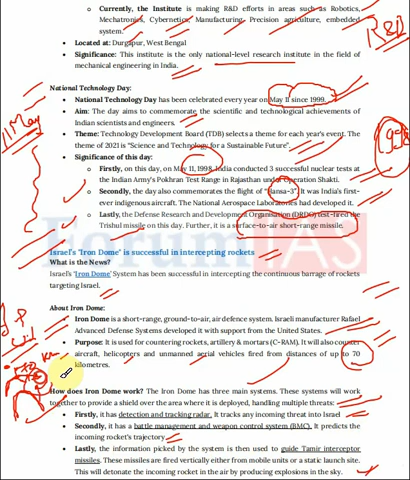 o Currently, the Institute is making R&D efforts in areas such as Robotics,
Mechatronics, Cybernetics, Manufacturing, Precision agriculture, embedded
system.
• Located at: Durgapur, West Bengal
• Significance: This institute is the only national-level research institute in the field of
mechanical engineering in India.
R&D
National Technology Day:
• National Technology Day has been celebrated every year on May 11 since 1999.
• Aim: The day aims to commemorate the scientific and technological achievements of
Indian scientists and engineers.
• Theme: Technology Development Board (TDB) selects a theme for each year's event. The
theme of 2021 is "Science and Technology for a Sustainable Future".
• Significance of this day:
o Firstly, on this day, on May 11, 1998, India conducted 3 successful nuclear tests at
the Indian Army's Pokhran Test Range in Rajasthan under Operation Shakti.
o Secondly, the day also commemorates the flight of "Hansa-3". It was India's first-
ever indigenous aircraft. The National Aerospace Laboratories had developed it.
o Lastly, the Defense Research and Development Organisation (DRDO) test-fired the
Trishul missile on this day. Further, it is a surface-to-air short-range missile.
11 May
1998
Forum IAS
Israel's "Iron Dome" is successful in intercepting rockets
What is the News?
Israel's "Iron Dome" System has been successful in intercepting the continuous barrage of rockets
targeting Israel.
About Iron Dome:
• Iron Dome is a short-range, ground-to-air, air defence system. Israeli manufacturer Rafael
Advanced Defense Systems developed it with support from the United States.
• Purpose: It is used for countering rockets, artillery & mortars (C-RAM). It will also counter
aircraft, helicopters and unmanned aerial vehicles fired from distances of up to 70
kilometres.
How does Iron Dome work? The Iron Dome has three main systems. These systems will work
together to provide a shield over the area where it is deployed, handling multiple threats:
• Firstly, it has detection and tracking radar. It tracks any incoming threat into Israel
• Secondly, it has a battle management and weapon control system (BMC). It predicts the
incoming rocket's trajectory.
• Lastly, the information picked by the system is then used to guide Tamir interceptor
missiles. These missiles are fired vertically either from mobile units or a static launch site.
This will detonate the incoming rocket in the air by producing explosions in the sky.